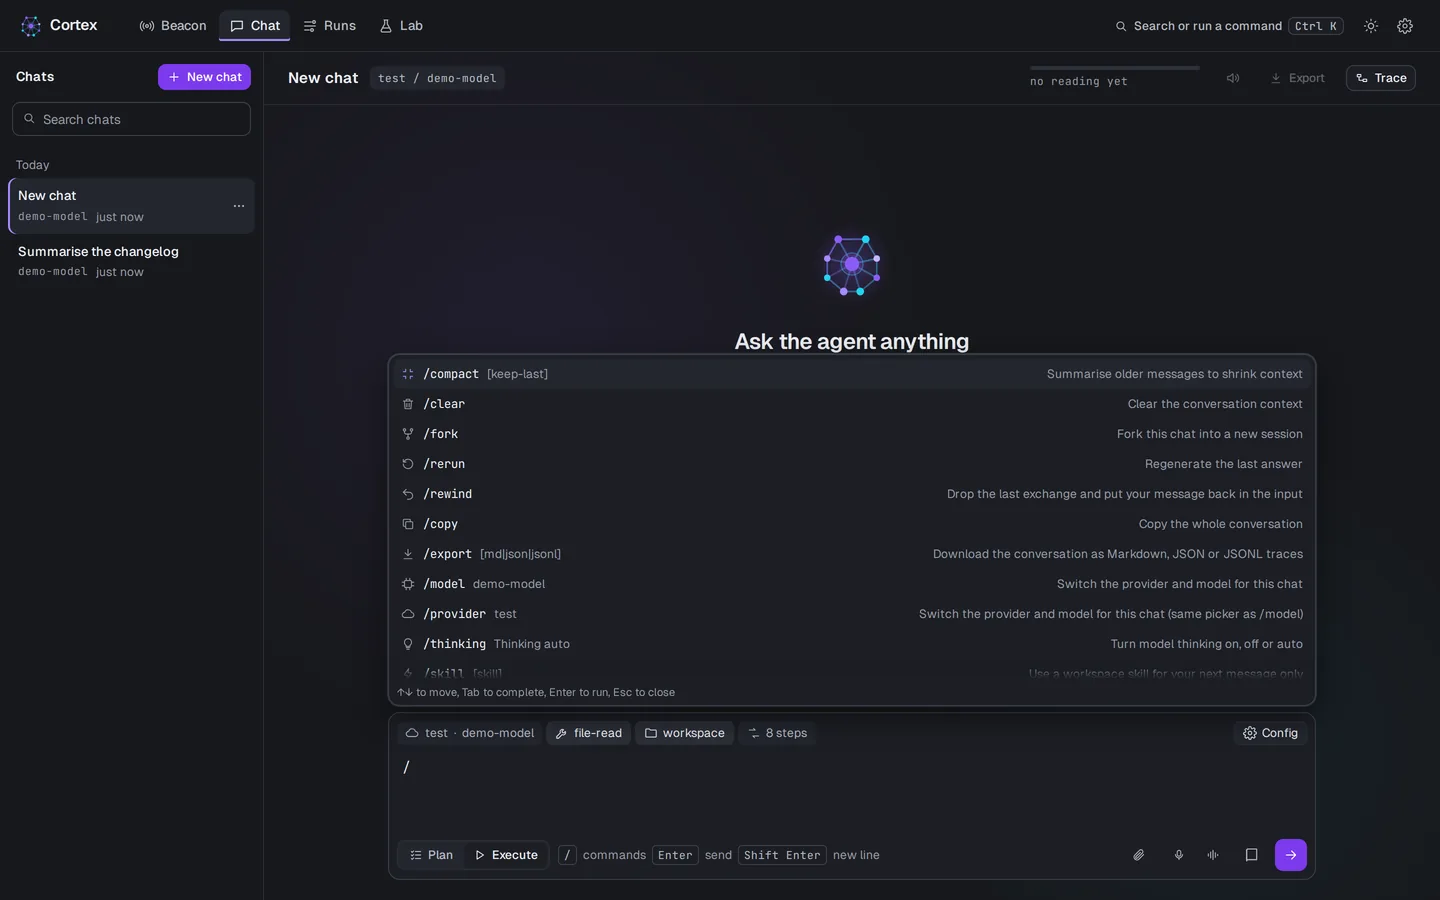 Cortex
Beacon
Chat
Runs
Lab
Search or run a command Ctrl K
Chats
+ New chat
Search chats
Today
New chat
demo-model just now
Summarise the changelog
demo-model just now
New chat test / demo-model
no reading yet
Export
Trace
Ask the agent anything
/compact [keep-last] Summarise older messages to shrink context
/clear Clear the conversation context
/fork Fork this chat into a new session
/rerun Regenerate the last answer
/rewind Drop the last exchange and put your message back in the input
/copy Copy the whole conversation
/export [md|json|jsonl] Download the conversation as Markdown, JSON or JSONL traces
/model demo-model Switch the provider and model for this chat
/provider test Switch the provider and model for this chat (same picker as /model)
/thinking Thinking auto Turn model thinking on, off or auto
/skill [skill] Use a workspace skill for your next message only
↑↓ to move, Tab to complete, Enter to run, Esc to close
test · demo-model file-read workspace 8 steps Config
/
Plan Execute / commands Enter send Shift Enter new line